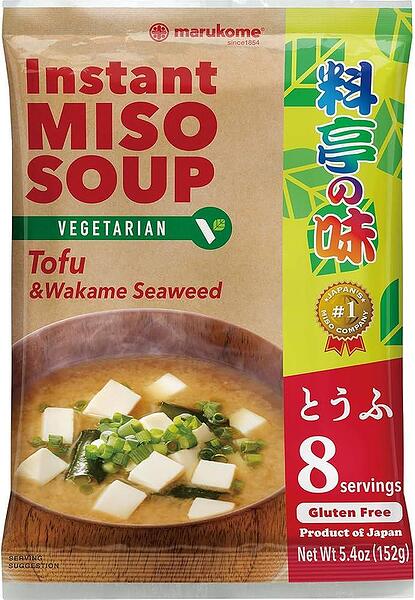 marukome®
since1854
Instant
MISO
SOUP
VEGETARIAN
Tofu
&Wakame Seaweed
料亭の味
JAPANI'S
#1
MISO COMPANY
とうふ
8 servings
Gluten Free
Product of Japan
Net Wt 5.4oz (152g)
SERVING
SUGGESTION